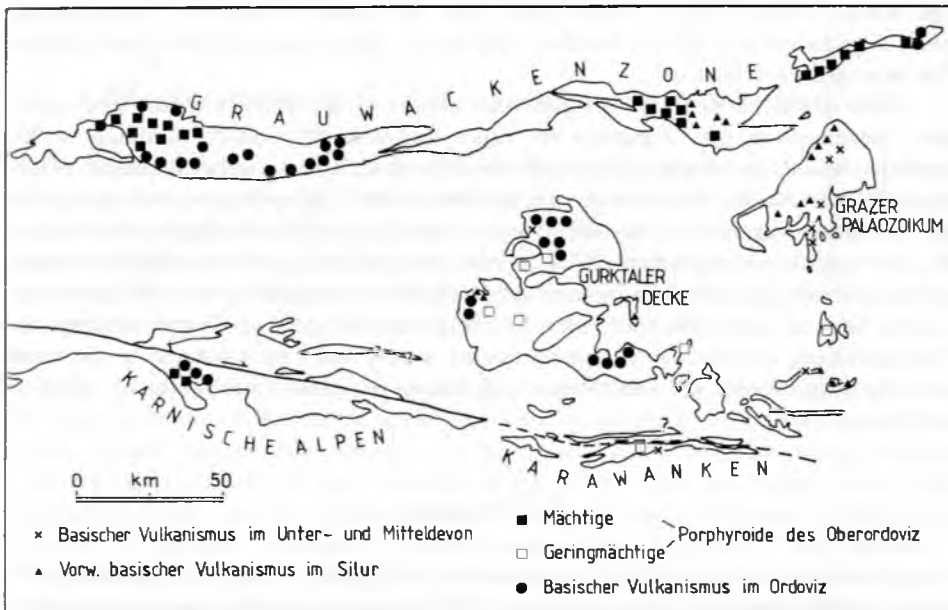 GRAUWACKENZONE
GRAZER
PALÄOZOIKUM
GURKTALER
DECKE
?
?
KARNISCHE ALPEN
?
KARAWANKEN
0 km 50
× Basischer Vulkanismus im Unter- und Mitteldevon
▲ Vorw. basischer Vulkanismus im Silur
■ Mächtige
□ Geringmächtige
Porphyroide des Oberordoviz
● Basischer Vulkanismus im Ordoviz